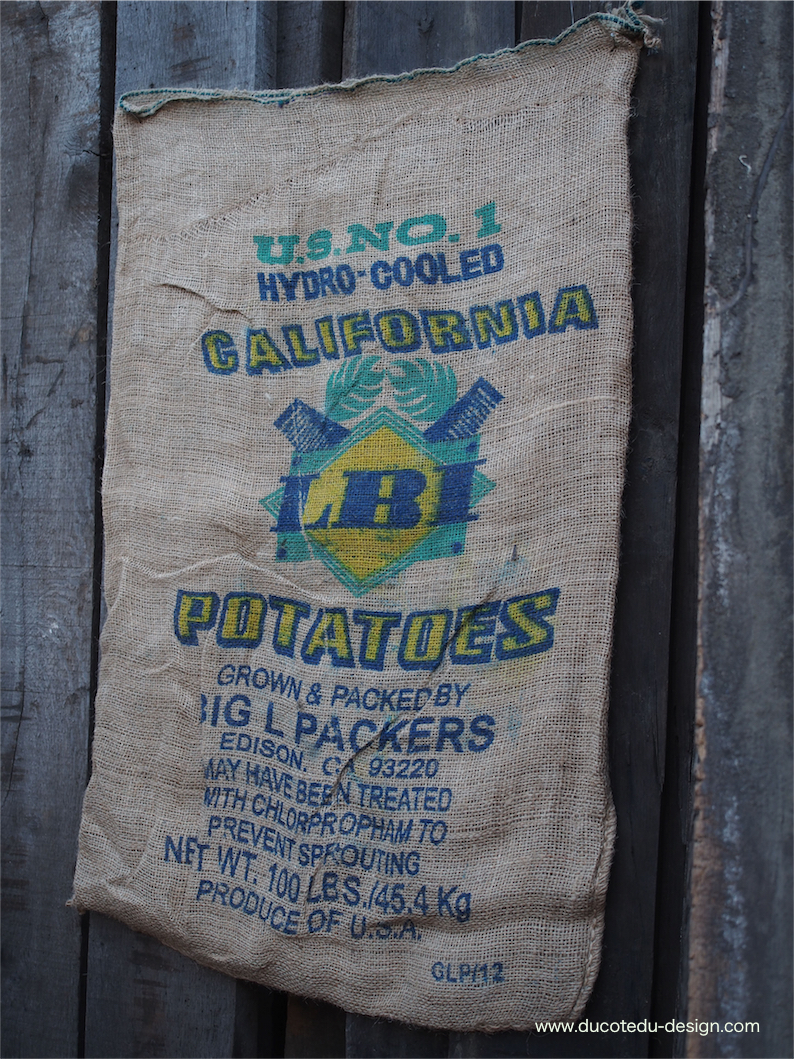 U.S. NO. 1
HYDRO-COOLED
CALIFORNIA
LBI
POTATOES
GROWN & PACKED BY
BIG L PACKERS
EDISON, CA 93220
MAY HAVE BEEN TREATED
WITH CHLORPROPHAM TO
PREVENT SPROUTING
NET WT. 100 LBS./45.4 Kg
PRODUCE OF U.S.A.
GLP/12
www.ducotedu-design.com